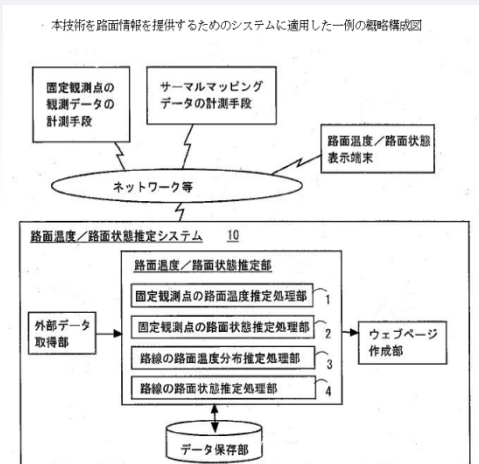 本技術を路面情報を提供するためのシステムに適用した一例の概略構成図
固定観測点の
観測データの
計測手段
サーマルマッピング
データの計測手段
路面温度/路面状態
表示端末
ネットワーク等
路面温度/路面状態推定システム 10
路面温度/路面状態推定部
固定観測点の路面温度推定処理部 1
固定観測点の路面状態推定処理部 2
路線の路面温度分布推定処理部 3
路線の路面状態推定処理部 4
外部データ
取得部
ウェブページ
作成部
データ保存部